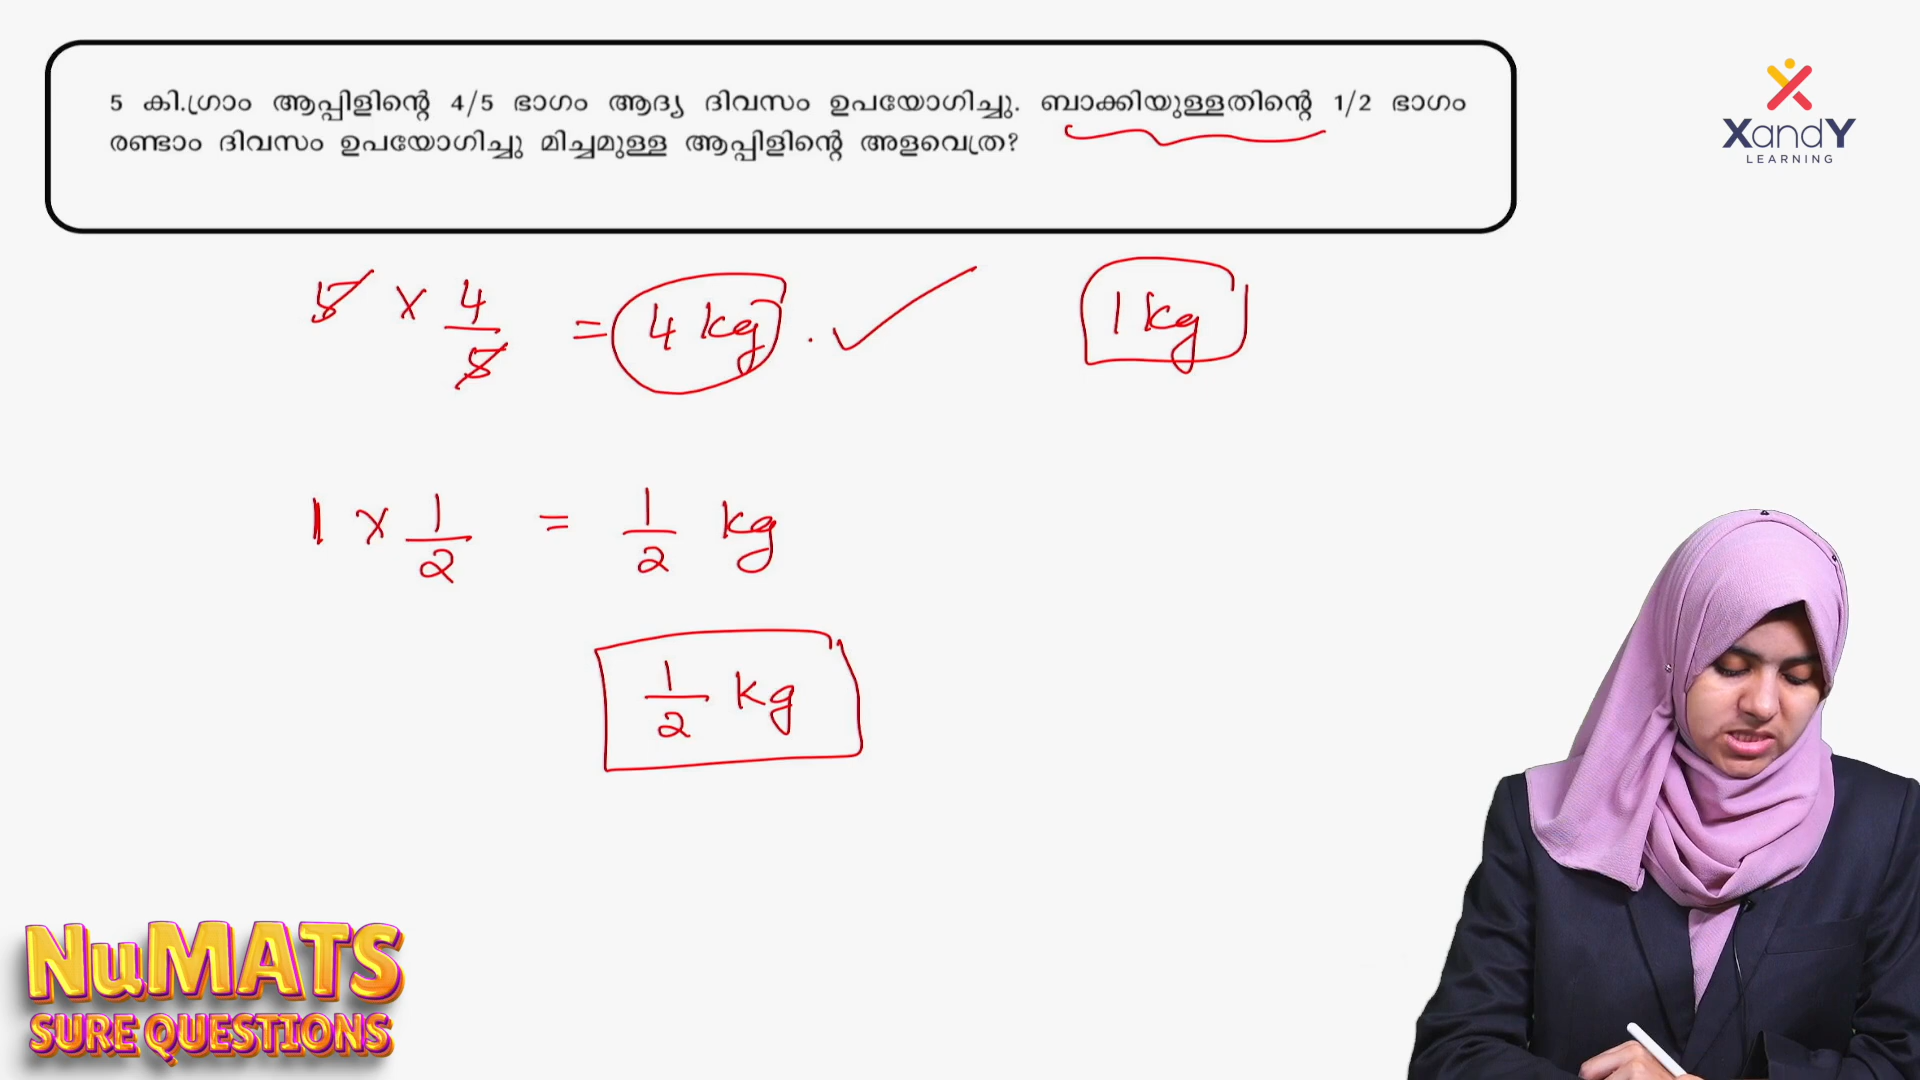 5 കി.ഗ്രാം ആപ്പിളിന്റെ 4/5 ഭാഗം ആദ്യ ദിവസം ഉപയോഗിച്ചു. ബാക്കിയുള്ളതിന്റെ 1/2 ഭാഗം
രണ്ടാം ദിവസം ഉപയോഗിച്ചു മിച്ചമുള്ള ആപ്പിളിന്റെ അളവെത്ര?
XandY
LEARNING
5 × 4/5 = 4 kg. ✓ 1 kg
1 × 1/2 = 1/2 kg
1/2 kg
NuMATS
SURE QUESTIONS